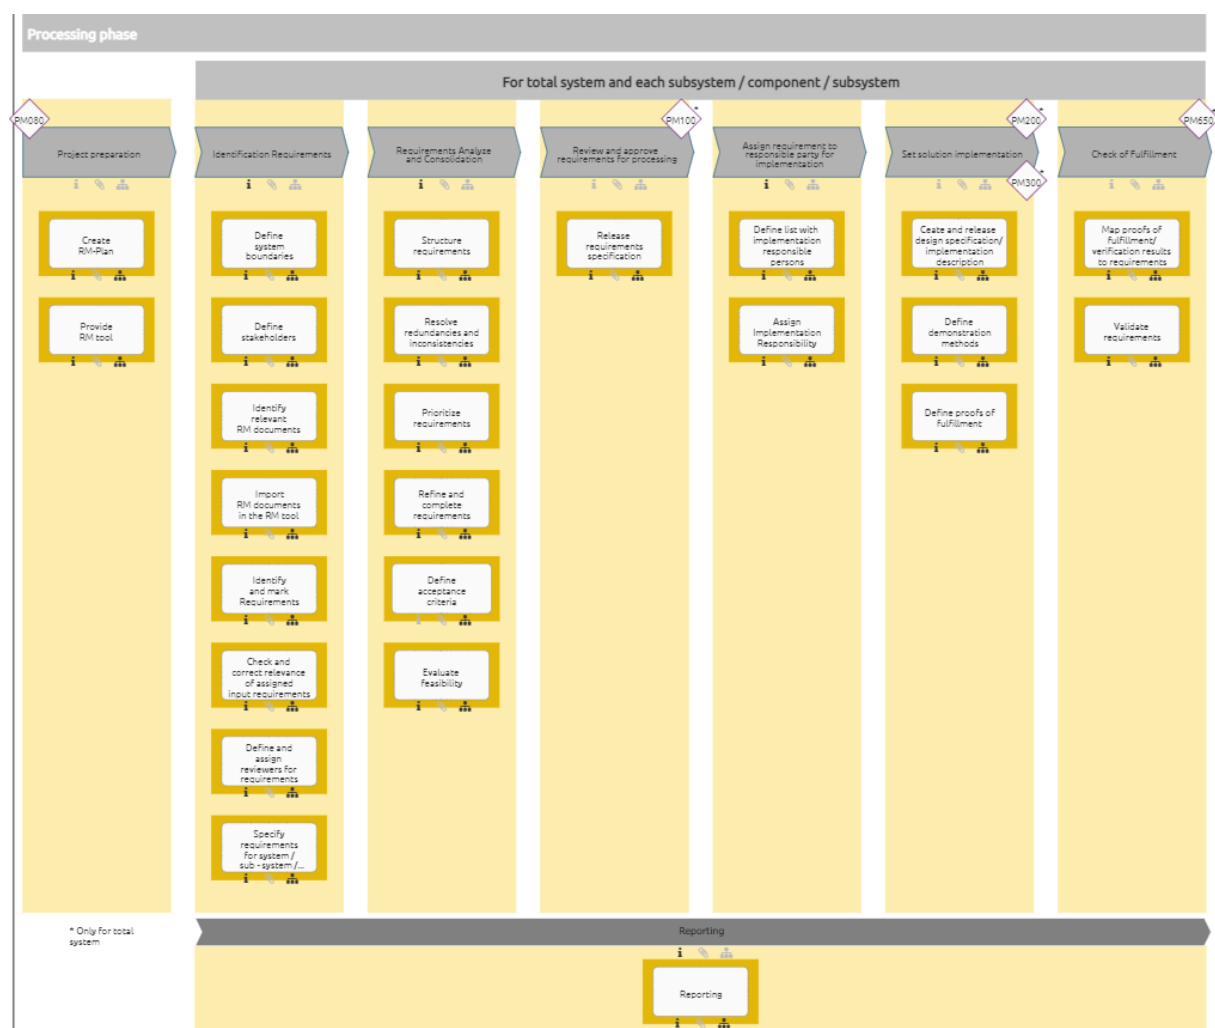 Processing phase
For total system and each subsystem / component / subsystem
PM080
Project preparation
Create
RM-Plan
Provide
RM tool
Identification Requirements
Define
system
boundaries
Define
stakeholders
Identify
relevant
RM documents
Import
RM documents
in the RM tool
Identify
and mark
Requirements
Check and
correct relevance
of assigned
input requirements
Define and
assign
reviewers for
requirements
Specify
requirements
for system /
sub - system /...
Requirements Analyze
and Consolidation
Structure
requirements
Resolve
redundancies and
inconsistencies
Prioritize
requirements
Refine and
complete
requirements
Define
acceptance
criteria
Evaluate
feasibility
PM100*
Review and approve
requirements for processing
Release
requirements
specification
Assign requirement to
responsible party for
implementation
Define list with
implementation
responsible
persons
Assign
Implementation
Responsibility
PM200*
Set solution implementation
PM300*
Ceate and release
design specification/
implementation
description
Define
demonstration
methods
Define proofs of
fulfillment
PM650*
Check of Fulfillment
Map proofs of
fulfillment/
verification results
to requirements
Validate
requirements
* Only for total
system
Reporting
Reporting